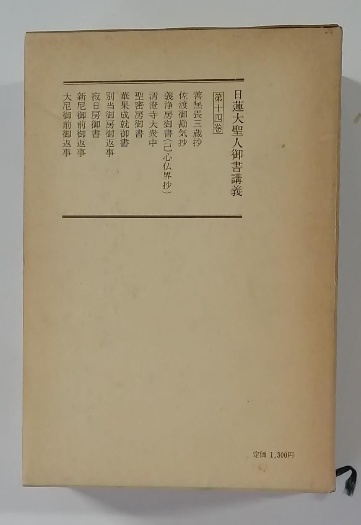 日蓮大聖人御書講義
第十四巻
善無畏三蔵抄
佐渡御勘気抄
義浄房御書(己心仏界抄)
清澄寺大衆中
聖密房御書
華果成就御書
別当御房御返事
寂日房御書
新尼御前御返事
大尼御前御返事
定価 1,300円